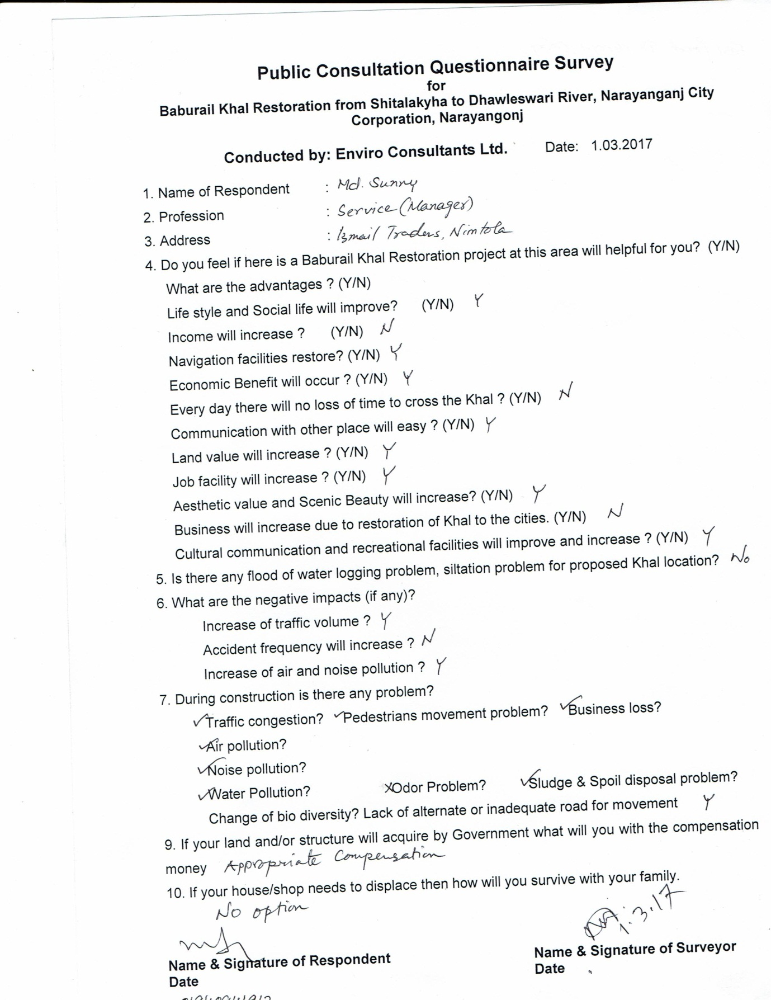 Public Consultation Questionnaire Survey
for
Baburail Khal Restoration from Shitalakyha to Dhawleswari River, Narayanganj City
Corporation, Narayangonj
Conducted by: Enviro Consultants Ltd. Date: 1.03.2017
1. Name of Respondent : Md. Sunny
2. Profession : Service (Manager)
3. Address : Ismail Traders, Nimtola
4. Do you feel if here is a Baburail Khal Restoration project at this area will helpful for you? (Y/N)
What are the advantages ? (Y/N)
Life style and Social life will improve? (Y/N) Y
Income will increase ? (Y/N) N
Navigation facilities restore? (Y/N) Y
Economic Benefit will occur ? (Y/N) Y
Every day there will no loss of time to cross the Khal ? (Y/N) N
Communication with other place will easy ? (Y/N) Y
Land value will increase ? (Y/N) Y
Job facility will increase ? (Y/N) Y
Aesthetic value and Scenic Beauty will increase? (Y/N) Y
Business will increase due to restoration of Khal to the cities. (Y/N) N
Cultural communication and recreational facilities will improve and increase ? (Y/N) Y
5. Is there any flood of water logging problem, siltation problem for proposed Khal location? No
6. What are the negative impacts (if any)?
Increase of traffic volume ? Y
Accident frequency will increase ? N
Increase of air and noise pollution ? Y
7. During construction is there any problem?
✓Traffic congestion? ✓Pedestrians movement problem? ✓Business loss?
✓Air pollution?
✓Noise pollution?
✓Water Pollution? XOdor Problem? ✓Sludge & Spoil disposal problem?
Change of bio diversity? Lack of alternate or inadequate road for movement Y
9. If your land and/or structure will acquire by Government what will you with the compensation
money Appropriate Compensation
10. If your house/shop needs to displace then how will you survive with your family.
No option
1.3.17
Name & Signature of Respondent Name & Signature of Surveyor
Date Date